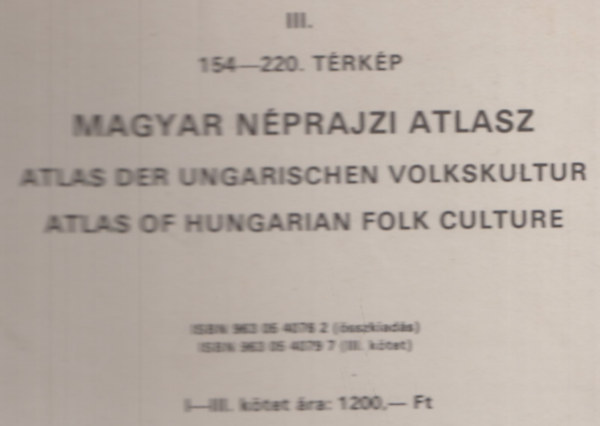 III.
154—220. TÉRKÉP
MAGYAR NÉPRAJZI ATLASZ
ATLAS DER UNGARISCHEN VOLKSKULTUR
ATLAS OF HUNGARIAN FOLK CULTURE
ISBN 963 05 4076 2 (összkiadás)
ISBN 963 05 4079 7 (III. kötet)
I—III. kötet ára: 1200,— Ft